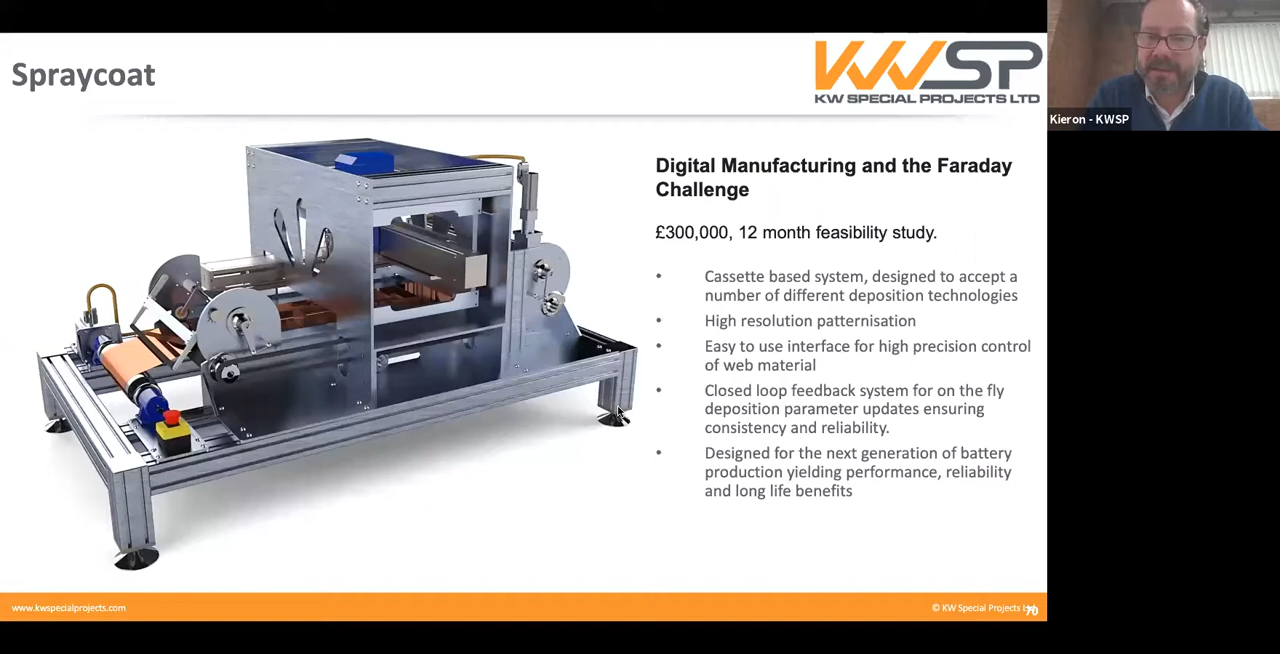 Spraycoat
KWSP
KW SPECIAL PROJECTS LTD
Kieron - KWSP
Digital Manufacturing and the Faraday
Challenge
£300,000, 12 month feasibility study.
• Cassette based system, designed to accept a
number of different deposition technologies
• High resolution patternisation
• Easy to use interface for high precision control
of web material
• Closed loop feedback system for on the fly
deposition parameter updates ensuring
consistency and reliability.
• Designed for the next generation of battery
production yielding performance, reliability
and long life benefits
www.kwspecialprojects.com
© KW Special Projects
70